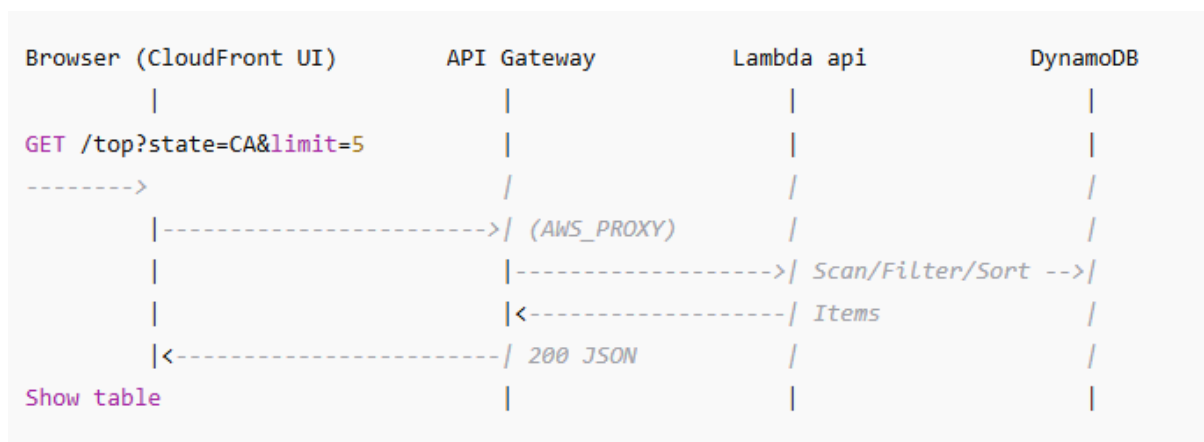 Browser (CloudFront UI)        API Gateway          Lambda api            DynamoDB
         |                         |                    |                     |
GET /top?state=CA&limit=5          |                    |                     |
-------->                          |                    |                     |
         |------------------------>| (AWS_PROXY)        |                     |
         |                         |------------------->| Scan/Filter/Sort -->|
         |                         |<-------------------| Items               |
         |<------------------------| 200 JSON           |                     |
Show table                         |                    |                     |